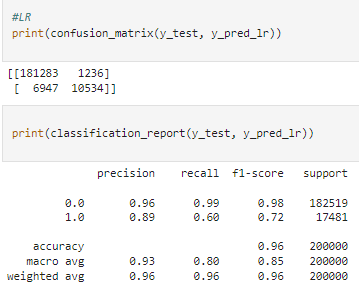 #LR
print(confusion_matrix(y_test, y_pred_lr))
[[181283   1236]
 [  6947  10534]]
print(classification_report(y_test, y_pred_lr))
              precision    recall  f1-score   support
         0.0       0.96      0.99      0.98    182519
         1.0       0.89      0.60      0.72     17481
    accuracy                           0.96    200000
   macro avg       0.93      0.80      0.85    200000
weighted avg       0.96      0.96      0.96    200000